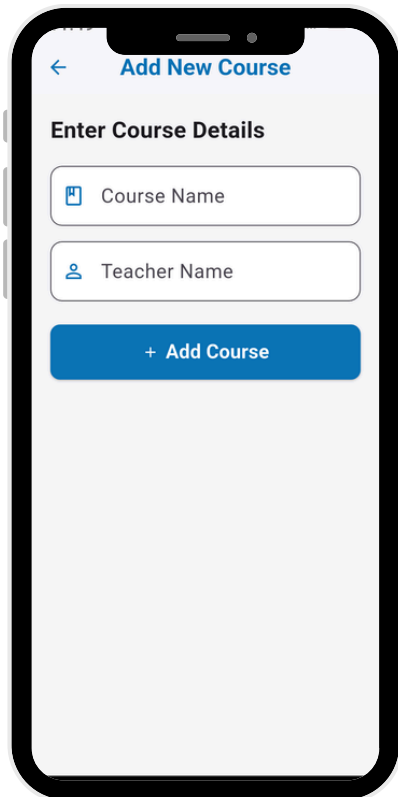 Add New Course
Enter Course Details
Course Name
Teacher Name
+ Add Course